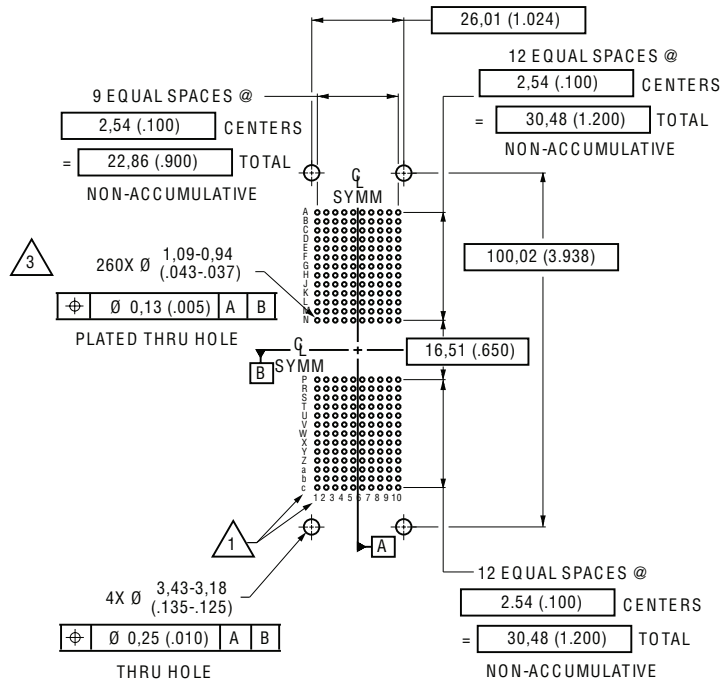 26,01 (1.024)
12 EQUAL SPACES @
2,54 (.100) CENTERS
= 30,48 (1.200) TOTAL
NON-ACCUMULATIVE
9 EQUAL SPACES @
2,54 (.100) CENTERS
= 22,86 (.900) TOTAL
NON-ACCUMULATIVE
CL
SYMM
A
B
C
D
E
F
G
H
J
K
L
M
N
100,02 (3.938)
3
260X Ø 1,09-0,94
(.043-.037)
⌖ Ø 0,13 (.005) A B
PLATED THRU HOLE
CL
SYMM
B
16,51 (.650)
P
R
S
T
U
V
W
X
Y
Z
a
b
c
1 2 3 4 5 6 7 8 9 10
1
A
4X Ø 3,43-3,18
(.135-.125)
⌖ Ø 0,25 (.010) A B
THRU HOLE
12 EQUAL SPACES @
2.54 (.100) CENTERS
= 30,48 (1.200) TOTAL
NON-ACCUMULATIVE